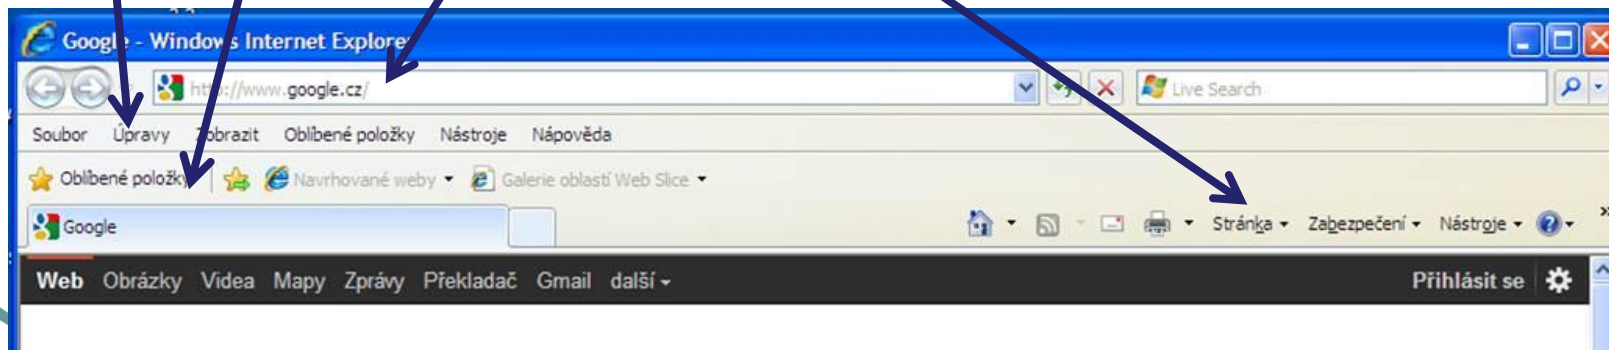 Google - Windows Internet Explorer
http://www.google.cz/ Live Search
Soubor Úpravy Zobrazit Oblíbené položky Nástroje Nápověda
Oblíbené položky Navrhované weby Galerie oblastí Web Slice
Google Stránka Zabezpečení Nástroje
Web Obrázky Videa Mapy Zprávy Překladač Gmail další Přihlásit se